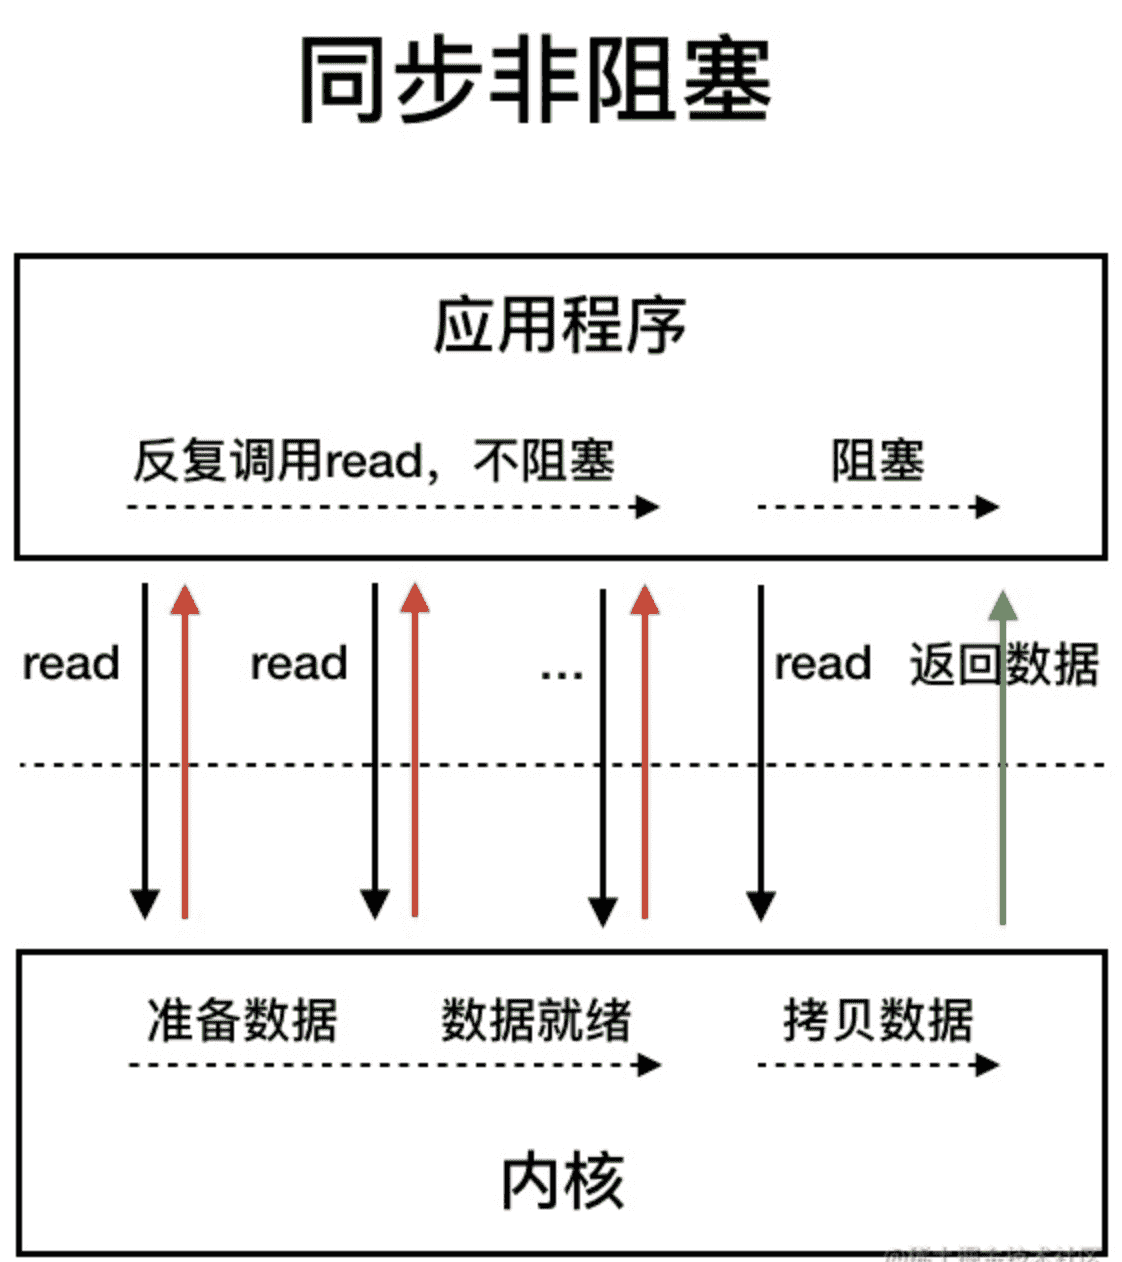 同步非阻塞
应用程序
反复调用read，不阻塞 阻塞
read read ... read 返回数据
准备数据 数据就绪 拷贝数据
内核